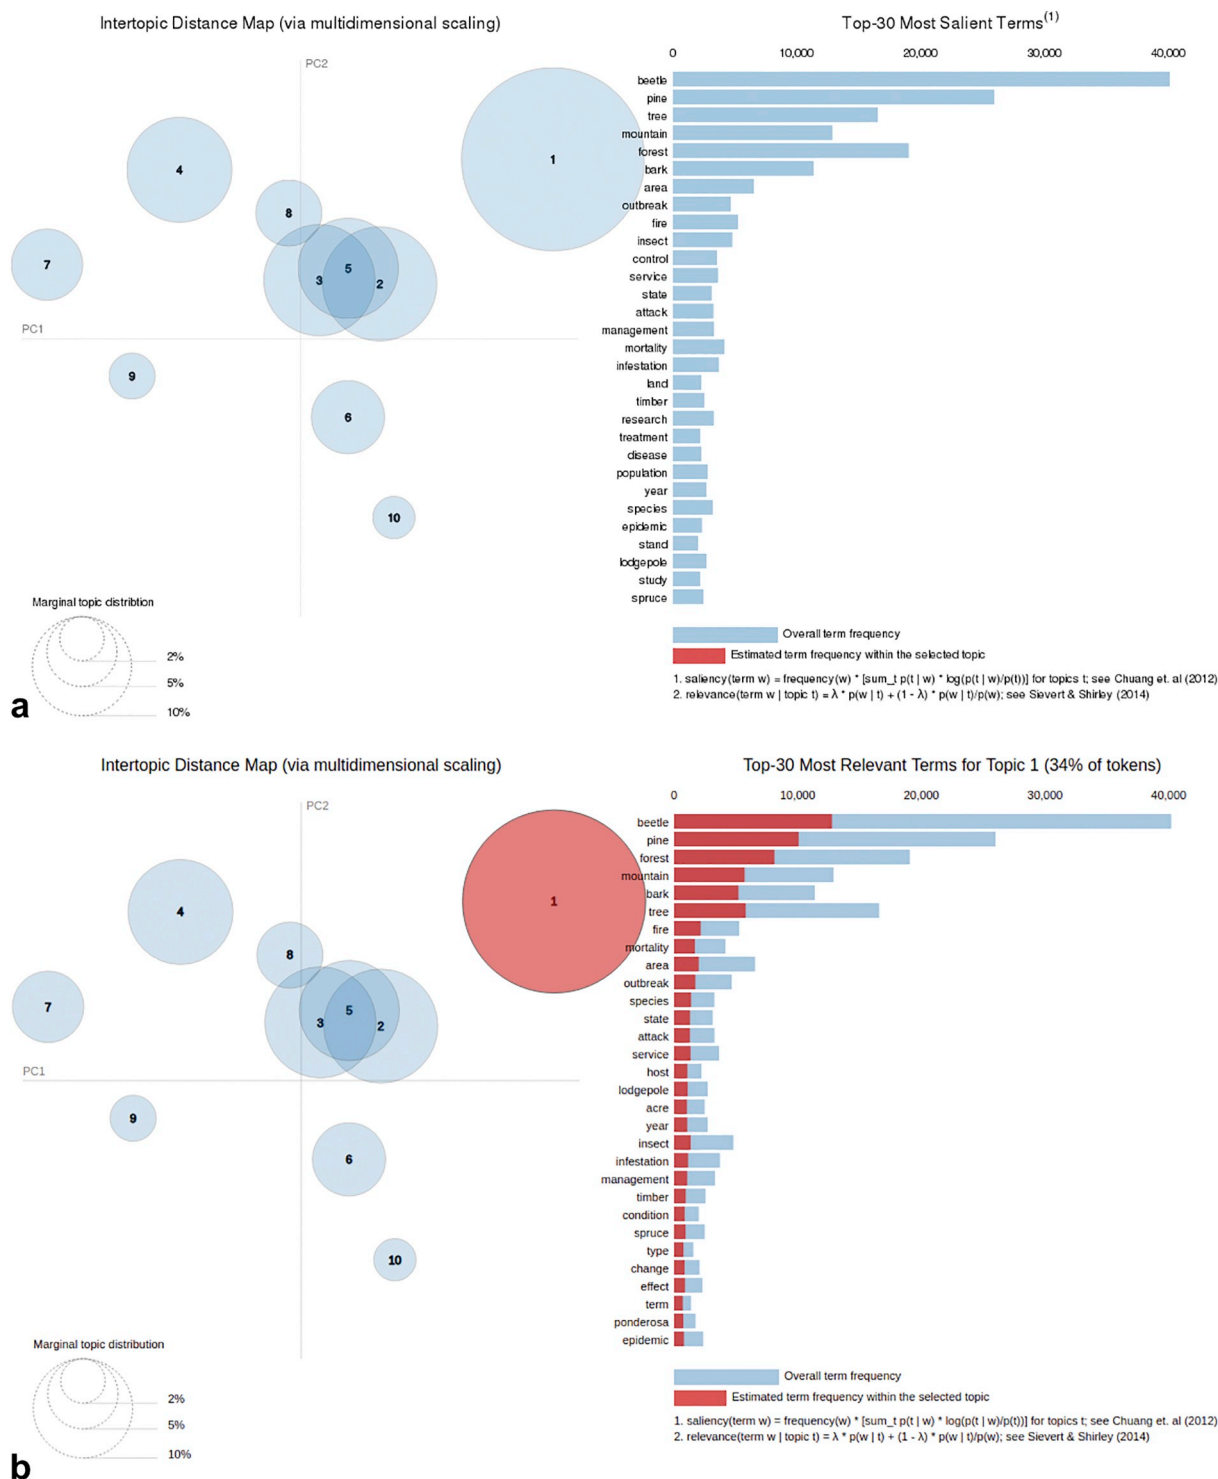 Intertopic Distance Map (via multidimensional scaling)
PC2
PC1
1
4
8
7
5
3
2
9
6
10
Marginal topic distribtion
2%
5%
10%
a
Top-30 Most Salient Terms(1)
0 10,000 20,000 30,000 40,000
beetle
pine
tree
mountain
forest
bark
area
outbreak
fire
insect
control
service
state
attack
management
mortality
infestation
land
timber
research
treatment
disease
population
year
species
epidemic
stand
lodgepole
study
spruce
Overall term frequency
Estimated term frequency within the selected topic
1. saliency(term w) = frequency(w) * [sum_t p(t | w) * log(p(t | w)/p(t))] for topics t; see Chuang et. al (2012)
2. relevance(term w | topic t) = λ * p(w | t) + (1 - λ) * p(w | t)/p(w); see Sievert & Shirley (2014)
Intertopic Distance Map (via multidimensional scaling)
PC2
PC1
1
4
8
7
5
3
2
9
6
10
Marginal topic distribution
2%
5%
10%
b
Top-30 Most Relevant Terms for Topic 1 (34% of tokens)
0 10,000 20,000 30,000 40,000
beetle
pine
forest
mountain
bark
tree
fire
mortality
area
outbreak
species
state
attack
service
host
lodgepole
acre
year
insect
infestation
management
timber
condition
spruce
type
change
effect
term
ponderosa
epidemic
Overall term frequency
Estimated term frequency within the selected topic
1. saliency(term w) = frequency(w) * [sum_t p(t | w) * log(p(t | w)/p(t))] for topics t; see Chuang et. al (2012)
2. relevance(term w | topic t) = λ * p(w | t) + (1 - λ) * p(w | t)/p(w); see Sievert & Shirley (2014)